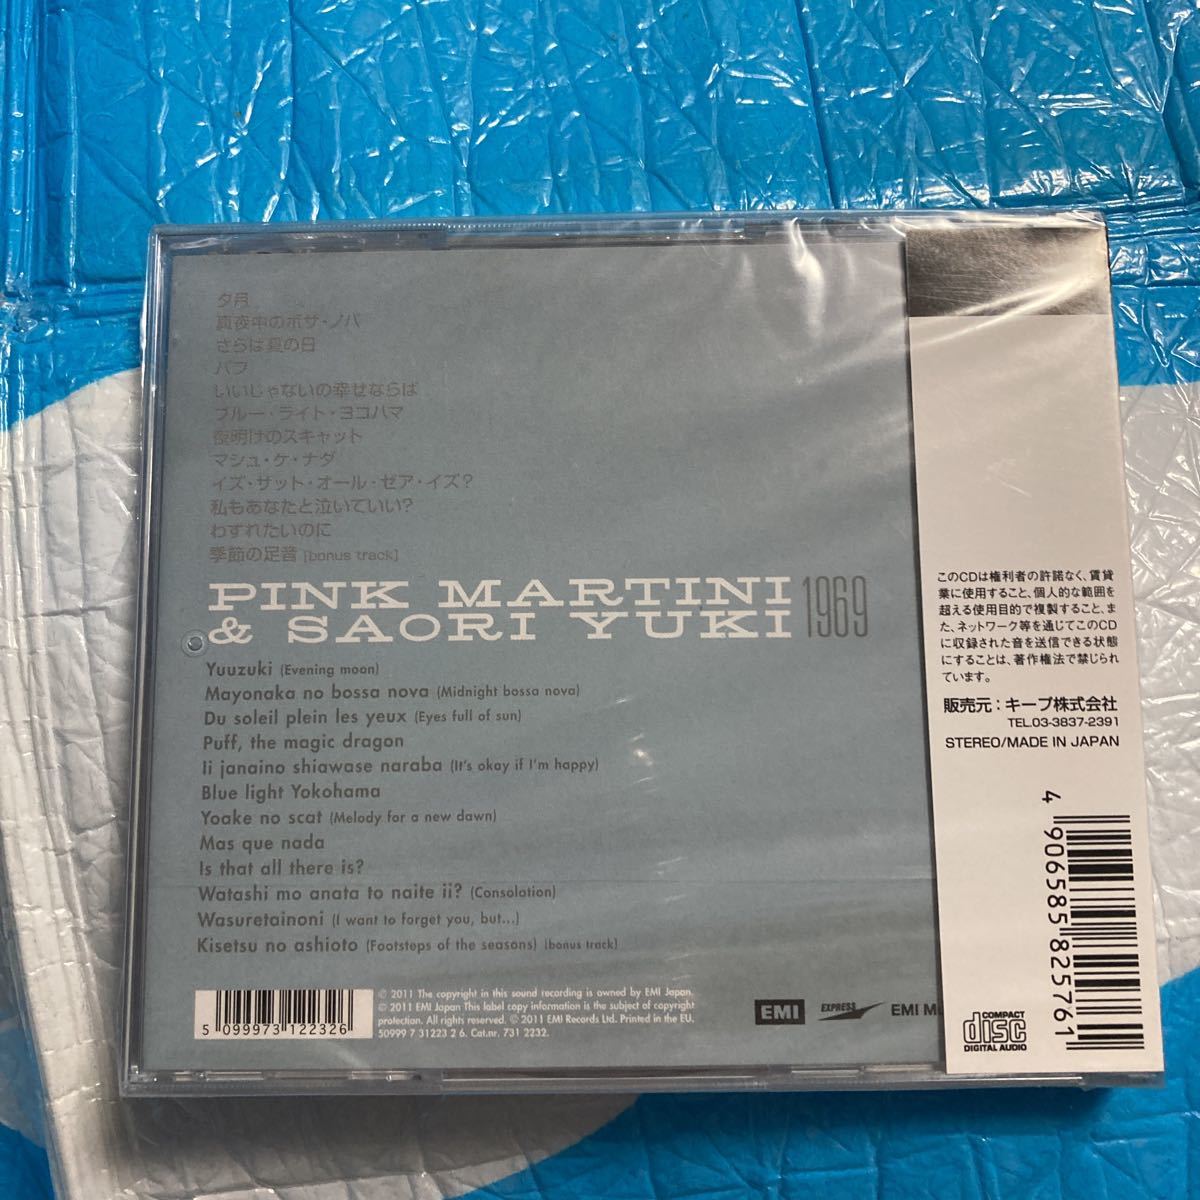 夕月
真夜中のボサ・ノバ
さらば夏の日
パフ
いいじゃないの幸せならば
ブルー・ライト・ヨコハマ
夜明けのスキャット
マシュ・ケ・ナダ
イズ・ザット・オール・ゼア・イズ?
私もあなたと泣いていい?
わすれたいのに
季節の足音 [bonus track]
PINK MARTINI
& SAORI YUKI
1969
Yuuzuki (Evening moon)
Mayonaka no bossa nova (Midnight bossa nova)
Du soleil plein les yeux (Eyes full of sun)
Puff, the magic dragon
Ii janaino shiawase naraba (It's okay if I'm happy)
Blue light Yokohama
Yoake no scat (Melody for a new dawn)
Mas que nada
Is that all there is?
Watashi mo anata to naite ii? (Consolation)
Wasuretainoni (I want to forget you, but...)
Kisetsu no ashioto (Footsteps of the seasons) [bonus track]
5 099973 122326
℗ 2011 The copyright in this sound recording is owned by EMI Japan.
© 2011 EMI Japan This label copy information is the subject of copyright
protection. All rights reserved. © 2011 EMI Records Ltd. Printed in the EU.
50999 7 31223 2 6. Cat.nr. 731 2232.
EMI
EXPRESS
EMI Mu
このCDは権利者の許諾なく、賃貸
業に使用すること、個人的な範囲を
超える使用目的で複製すること、ま
た、ネットワーク等を通じてこのCD
に収録された音を送信できる状態
にすることは、著作権法で禁じられ
ています。
販売元：キープ株式会社
TEL.03-3837-2391
STEREO/MADE IN JAPAN
4 906585 825761
COMPACT
disc
DIGITAL AUDIO